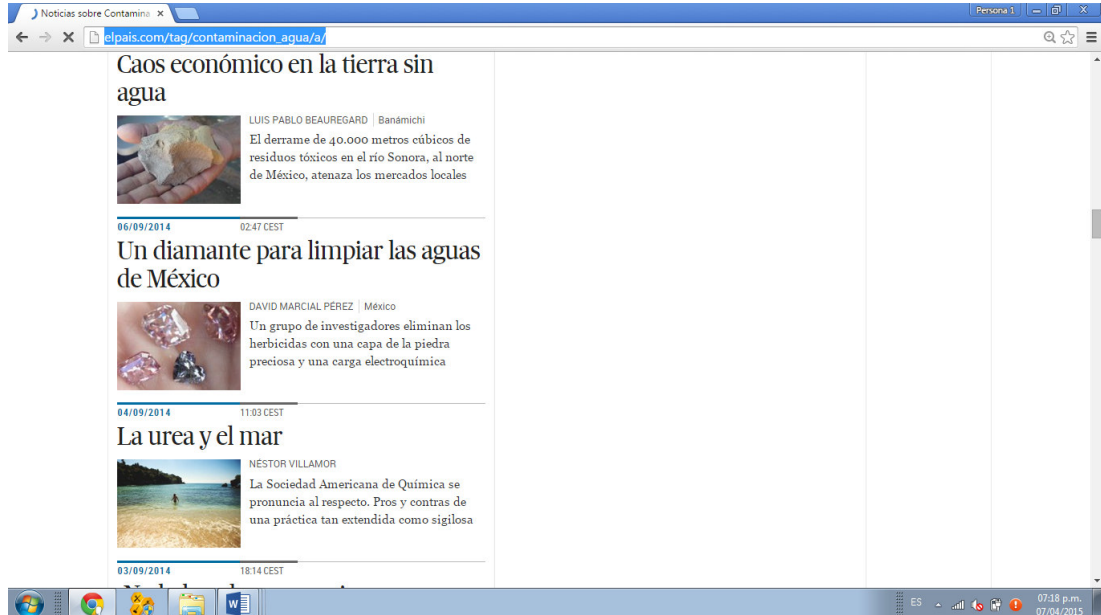 Noticias sobre Contamina
Persona 1
elpais.com/tag/contaminacion_agua/a/
Caos económico en la tierra sin
agua
LUIS PABLO BEAUREGARD | Banámichi
El derrame de 40.000 metros cúbicos de
residuos tóxicos en el río Sonora, al norte
de México, atenaza los mercados locales
06/09/2014 02:47 CEST
Un diamante para limpiar las aguas
de México
DAVID MARCIAL PÉREZ | México
Un grupo de investigadores eliminan los
herbicidas con una capa de la piedra
preciosa y una carga electroquímica
04/09/2014 11:03 CEST
La urea y el mar
NÉSTOR VILLAMOR
La Sociedad Americana de Química se
pronuncia al respecto. Pros y contras de
una práctica tan extendida como sigilosa
03/09/2014 18:14 CEST
ES
07:18 p.m.
07/04/2015